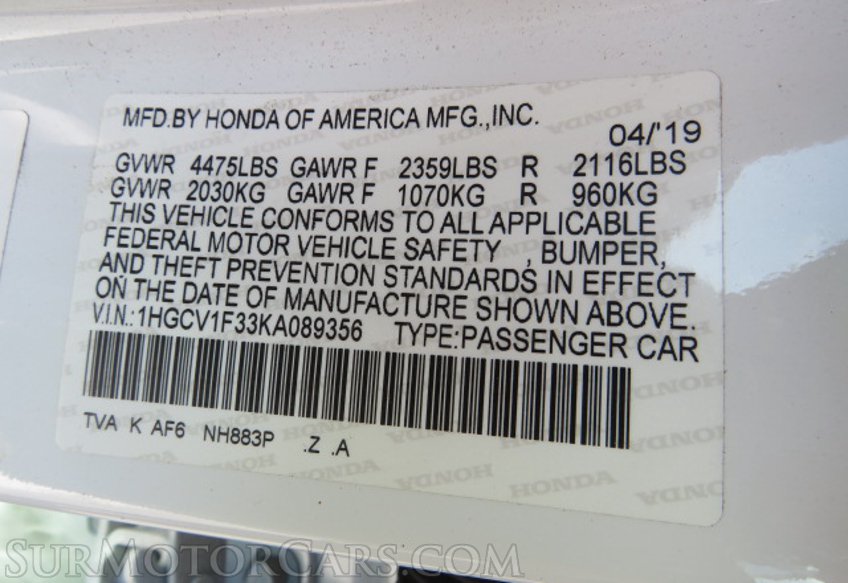 MFD.BY HONDA OF AMERICA MFG.,INC. 04/'19
GVWR 4475LBS GAWR F 2359LBS R 2116LBS
GVWR 2030KG GAWR F 1070KG R 960KG
THIS VEHICLE CONFORMS TO ALL APPLICABLE
FEDERAL MOTOR VEHICLE SAFETY , BUMPER,
AND THEFT PREVENTION STANDARDS IN EFFECT
ON THE DATE OF MANUFACTURE SHOWN ABOVE.
V.I.N.:1HGCV1F33KA089356 TYPE:PASSENGER CAR
TVA K AF6 NH883P .Z .A
HONDA
SURMOTORCARS.COM